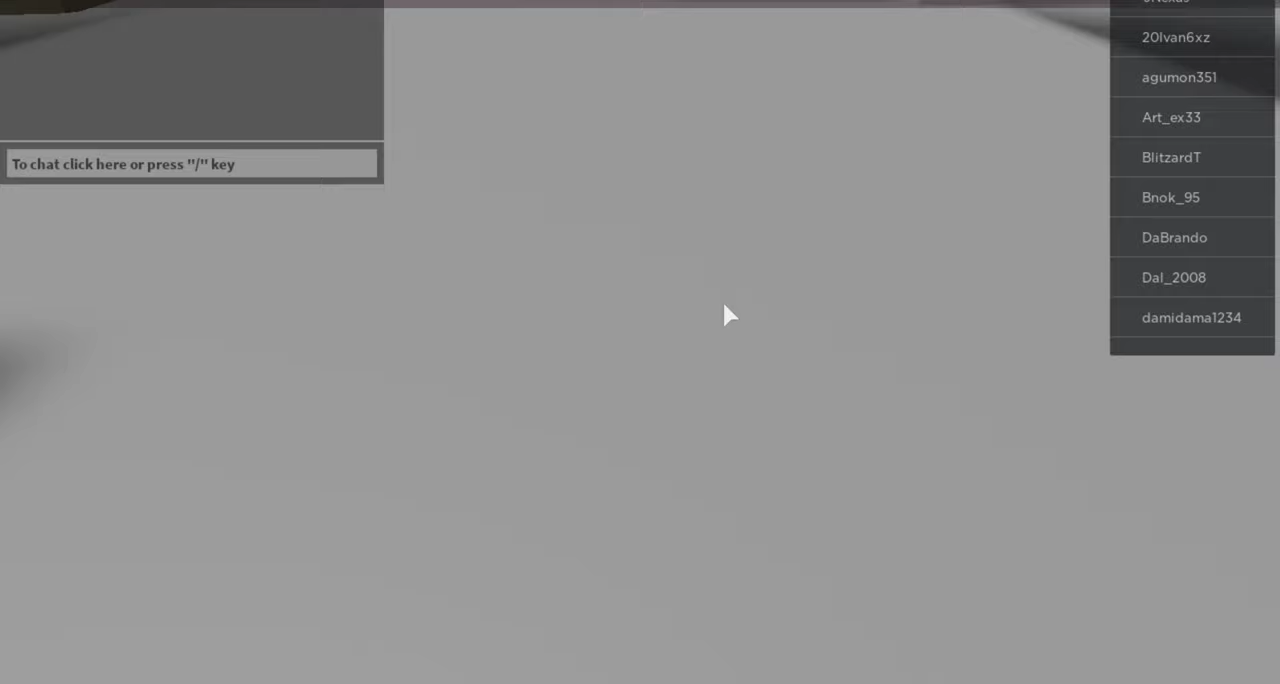 20Ivan6xz
agumon351
Art_ex33
To chat click here or press "/" key
BlitzardT
Bnok_95
DaBrando
Dal_2008
damidama1234